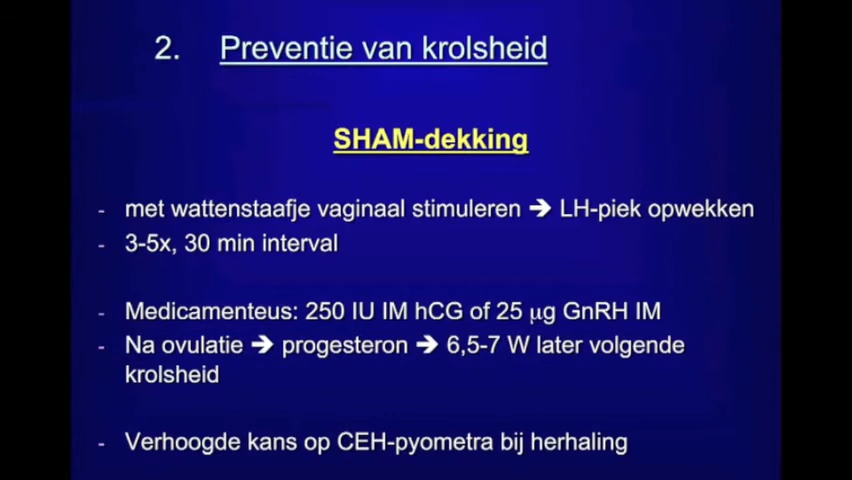 2. Preventie van krolsheid
SHAM-dekking
- met wattenstaafje vaginaal stimuleren ➔ LH-piek opwekken
- 3-5x, 30 min interval
- Medicamenteus: 250 IU IM hCG of 25 μg GnRH IM
- Na ovulatie ➔ progesteron ➔ 6,5-7 W later volgende
krolsheid
- Verhoogde kans op CEH-pyometra bij herhaling